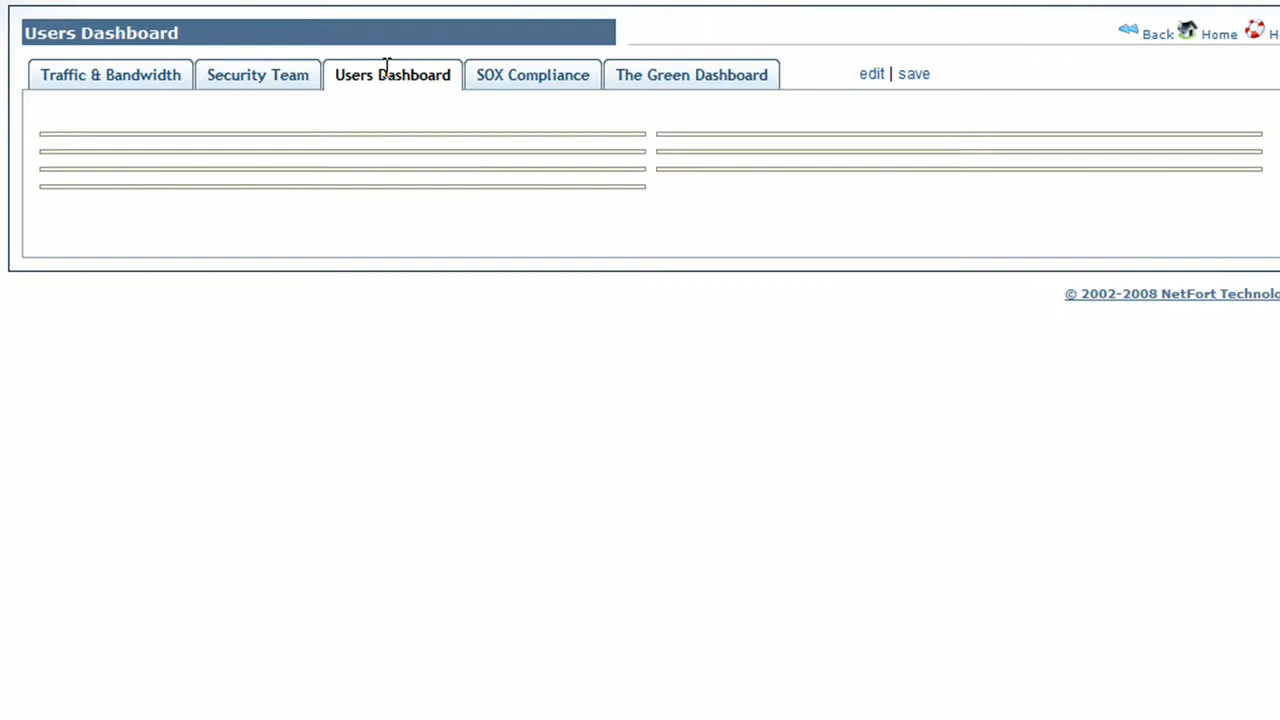 Users Dashboard
Back Home
Traffic & Bandwidth Security Team Users Dashboard SOX Compliance The Green Dashboard edit | save
© 2002-2008 NetFort